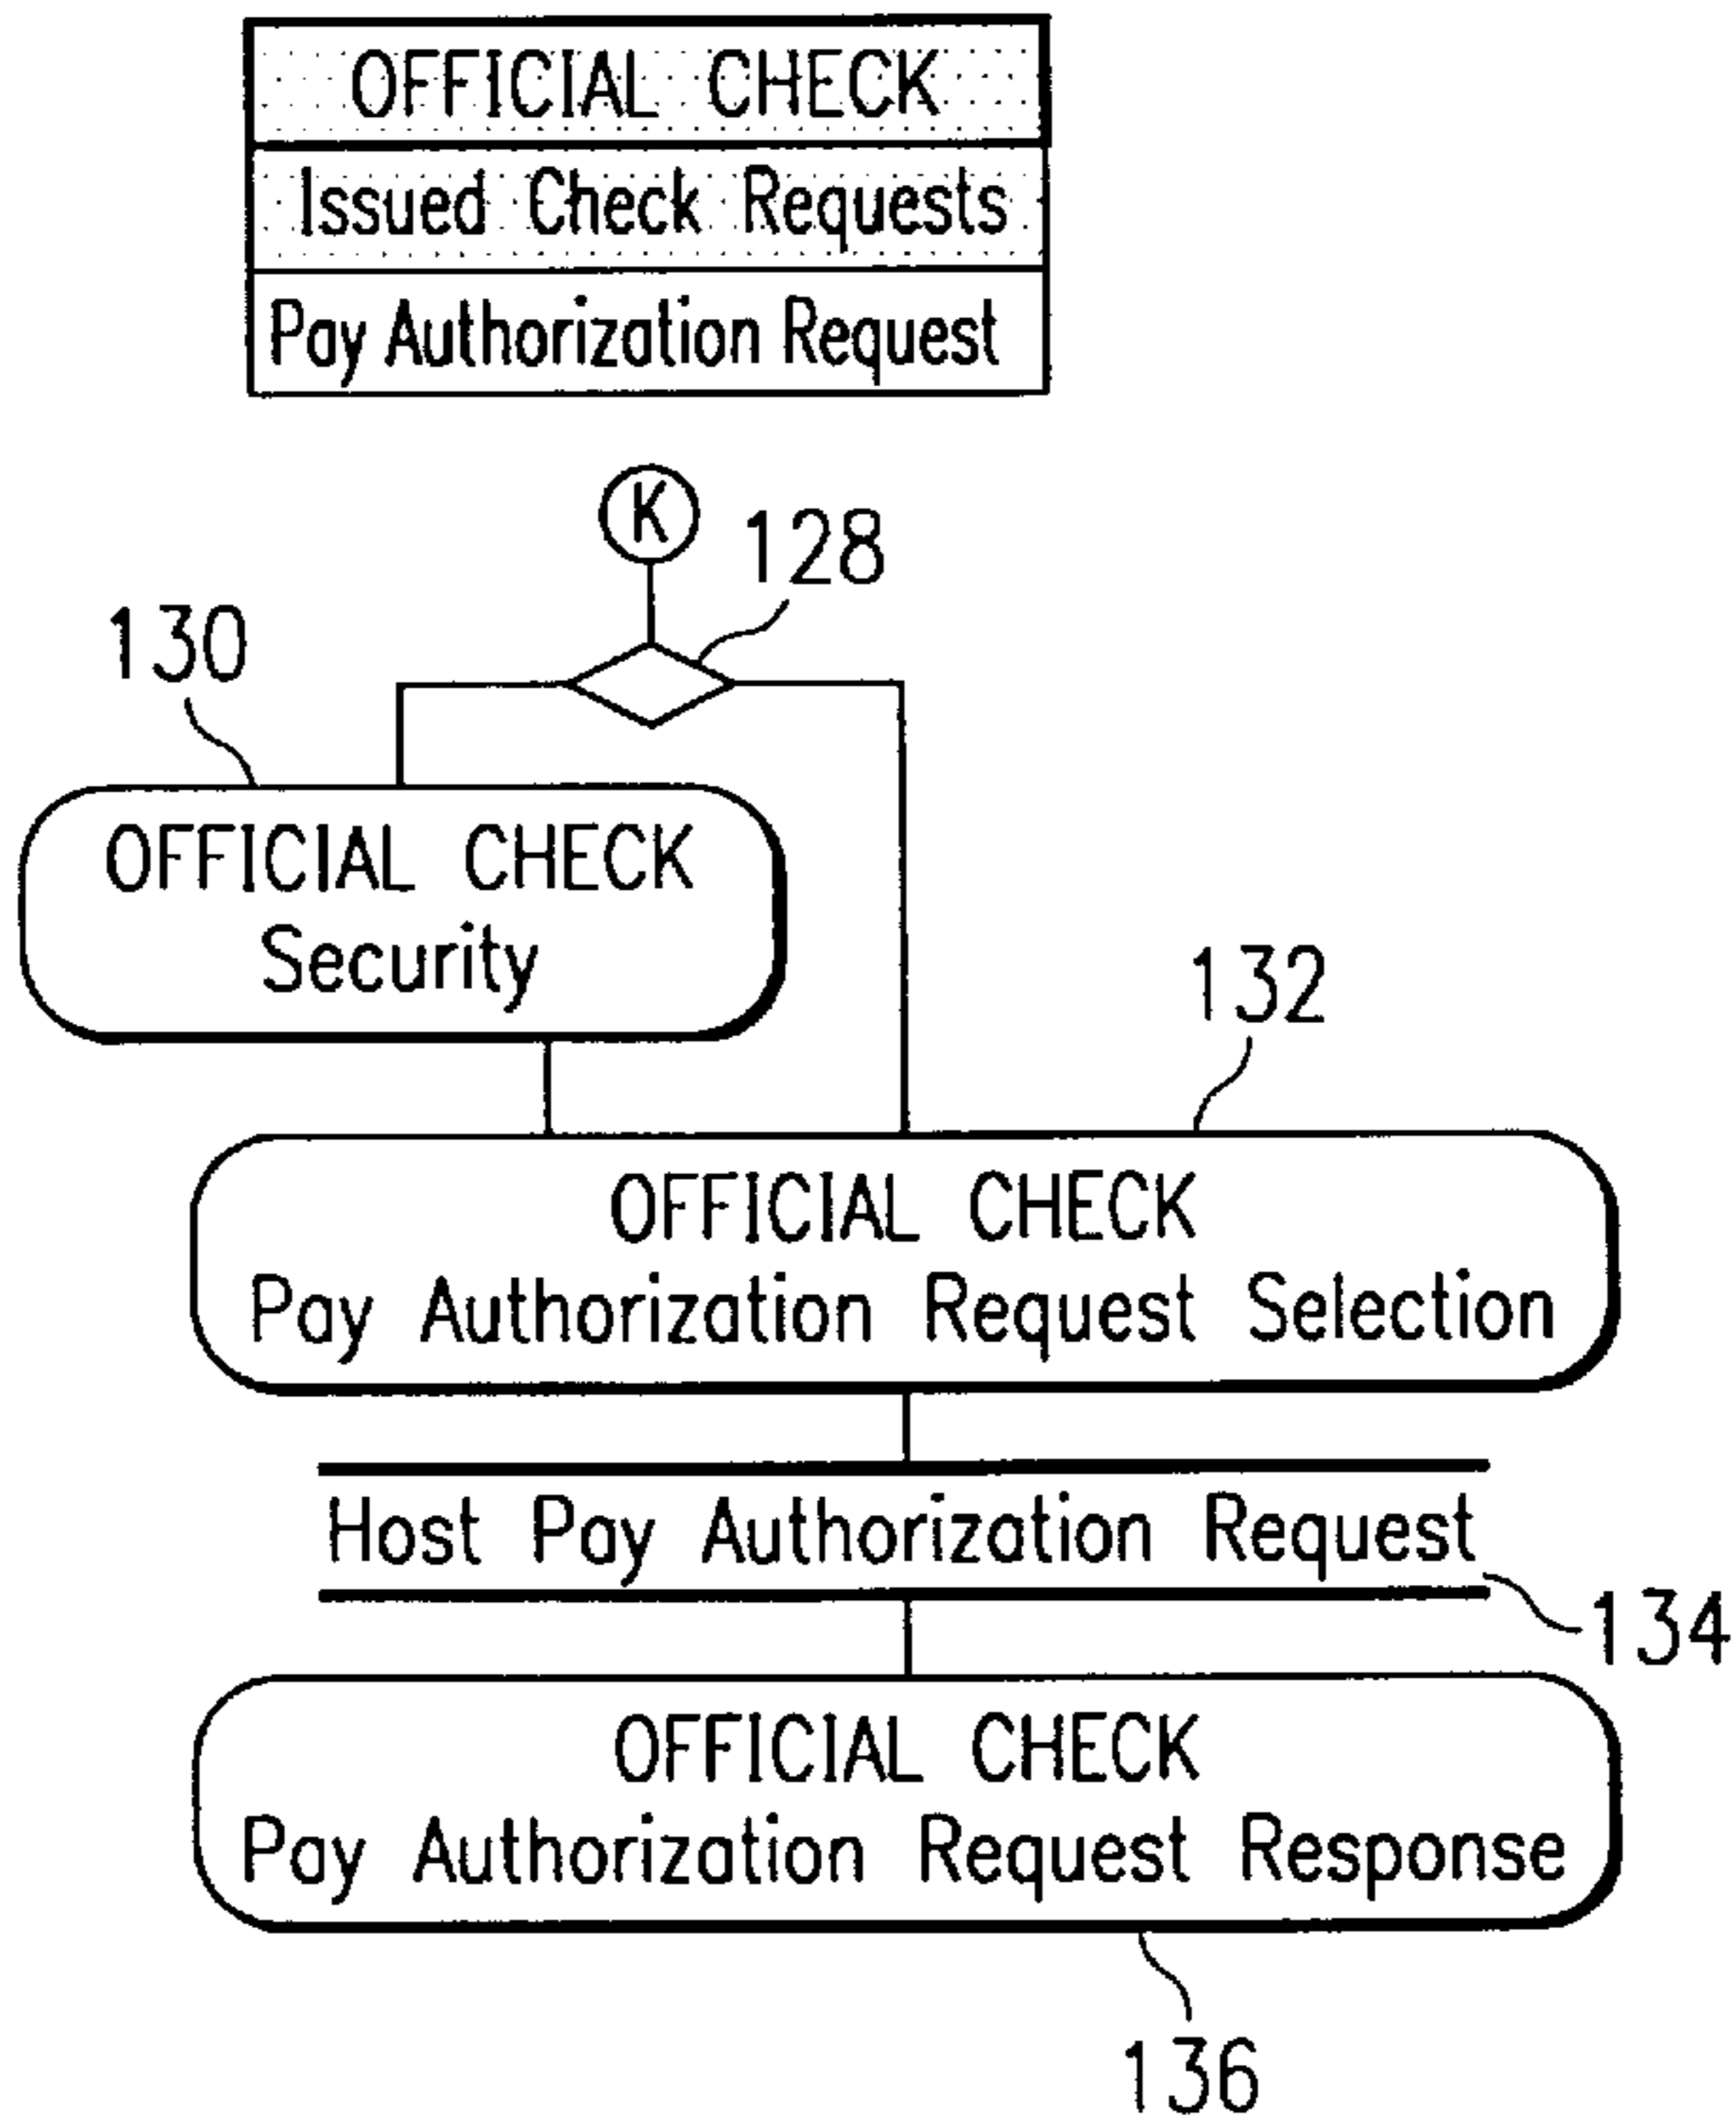 OFFICIAL CHECK
Issued Check Requests
Pay Authorization Request
K
128
130
OFFICIAL CHECK
Security
132
OFFICIAL CHECK
Pay Authorization Request Selection
Host Pay Authorization Request
134
OFFICIAL CHECK
Pay Authorization Request Response
136